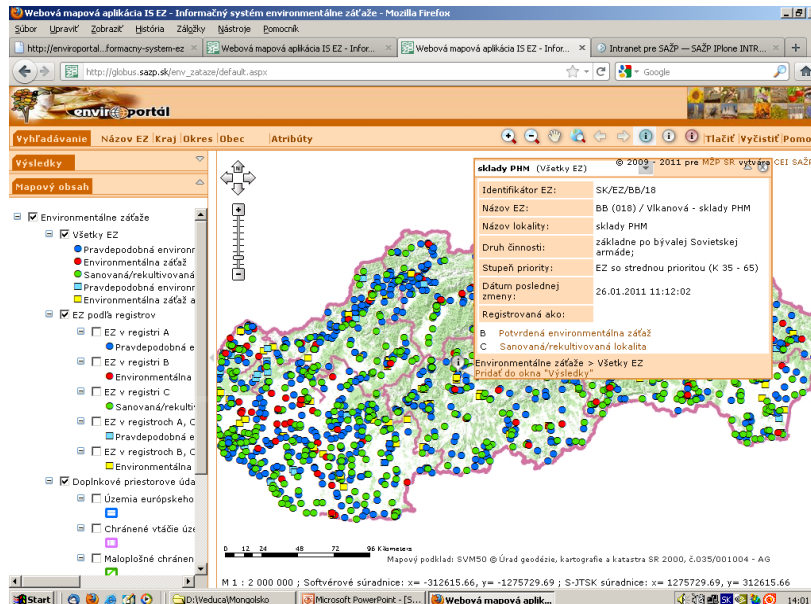 Webová mapová aplikácia IS EZ - Informačný systém environmentálne záťaže - Mozilla Firefox
Súbor Upraviť Zobraziť História Záložky Nástroje Pomocník
http://enviroportal...formacny-system-ez
Webová mapová aplikácia IS EZ - Infor...
Webová mapová aplikácia IS EZ - Infor...
Intranet pre SAŽP — SAŽP IPlone INTR...
http://globus.sazp.sk/env_zataze/default.aspx
Google
enviroportál
Vyhľadávanie Názov EZ Kraj Okres Obec Atribúty
Tlačiť Vyčistiť Pomo
Výsledky
Mapový obsah
© 2009 - 2011 pre MŽP SR vytvára CEI SAŽP
Environmentálne záťaže
Všetky EZ
Pravdepodobná environr
Environmentálna záťaž
Sanovaná/rekultivovaná
Pravdepodobná environr
Environmentálna záťaž a
EZ podľa registrov
EZ v registri A
Pravdepodobná e
EZ v registri B
Environmentálna
EZ v registri C
Sanovaná/rekulti
EZ v registroch A, C
Pravdepodobná e
EZ v registroch B, C
Environmentálna
Doplnkové priestorove úda
Územia európskeho
Chránené vtáčie úze
Maloplošné chránen
N
sklady PHM (Všetky EZ)
Identifikátor EZ: SK/EZ/BB/18
Názov EZ: BB (018) / Vlkanová - sklady PHM
Názov lokality: sklady PHM
Druh činnosti: základne po bývalej Sovietskej
armáde;
Stupeň priority: EZ so strednou prioritou (K 35 - 65)
Dátum poslednej
zmeny: 26.01.2011 11:12:02
Registrovaná ako:
B Potvrdená environmentálna záťaž
C Sanovaná/rekultivovaná lokalita
Environmentálne záťaže > Všetky EZ
Pridať do okna "Výsledky"
0 12 24 48 72 96 Kilometers
Mapový podklad: SVM50 © Úrad geodézie, kartografie a katastra SR 2000, č.035/001004 - AG
M 1 : 2 000 000 ; Softvérové súradnice: x= -312615.66, y= -1275729.69 ; S-JTSK súradnice: x= 1275729.69, y= 312615.66
Start
D:\Veduca\Mongolsko
Microsoft PowerPoint - [S...
Webová mapová aplik...
SK
14:00